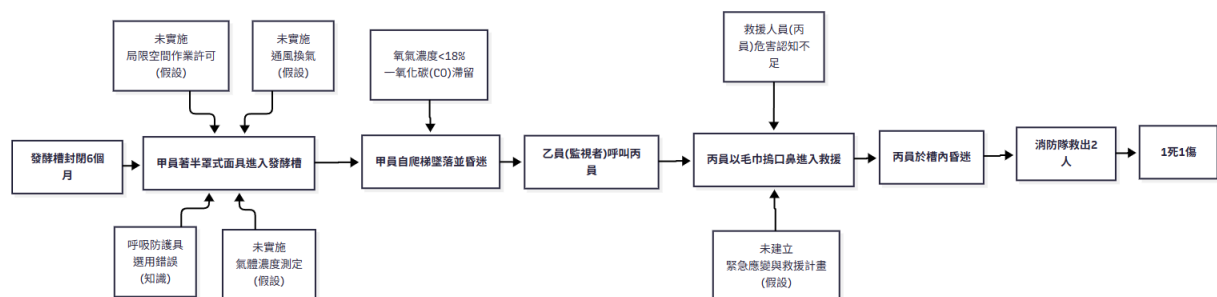 未實施
局限空間作業許可
(假設)
未實施
通風換氣
(假設)
氧氣濃度<18%
一氧化碳(CO)滯留
救援人員(丙
員)危害認知不
足
發酵槽封閉6個
月
甲員著半罩式面具進入發酵槽
甲員自爬梯墜落並昏迷
乙員(監視者)呼叫丙
員
丙員以毛巾摀口鼻進入救援
丙員於槽內昏迷
消防隊救出2
人
1死1傷
呼吸防護具
選用錯誤
(知識)
未實施
氣體濃度測定
(假設)
未建立
緊急應變與救援計畫
(假設)